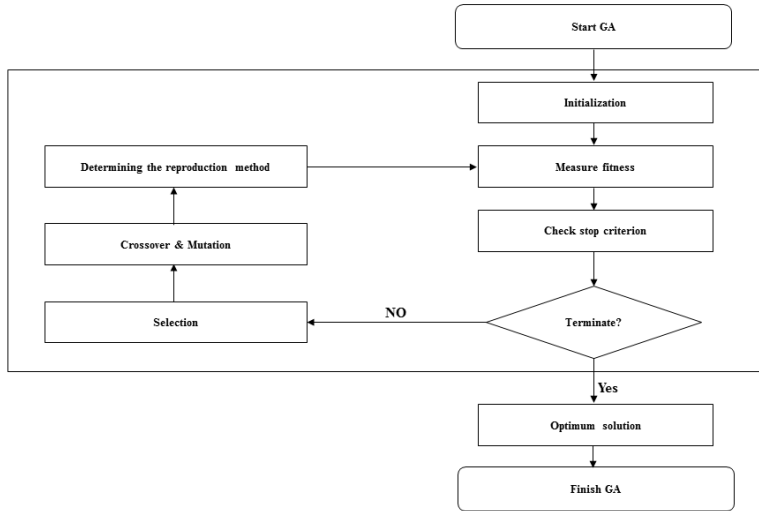 Start GA
Initialization
Determining the reproduction method
Measure fitness
Crossover & Mutation
Check stop criterion
Selection
NO
Terminate?
Yes
Optimum solution
Finish GA